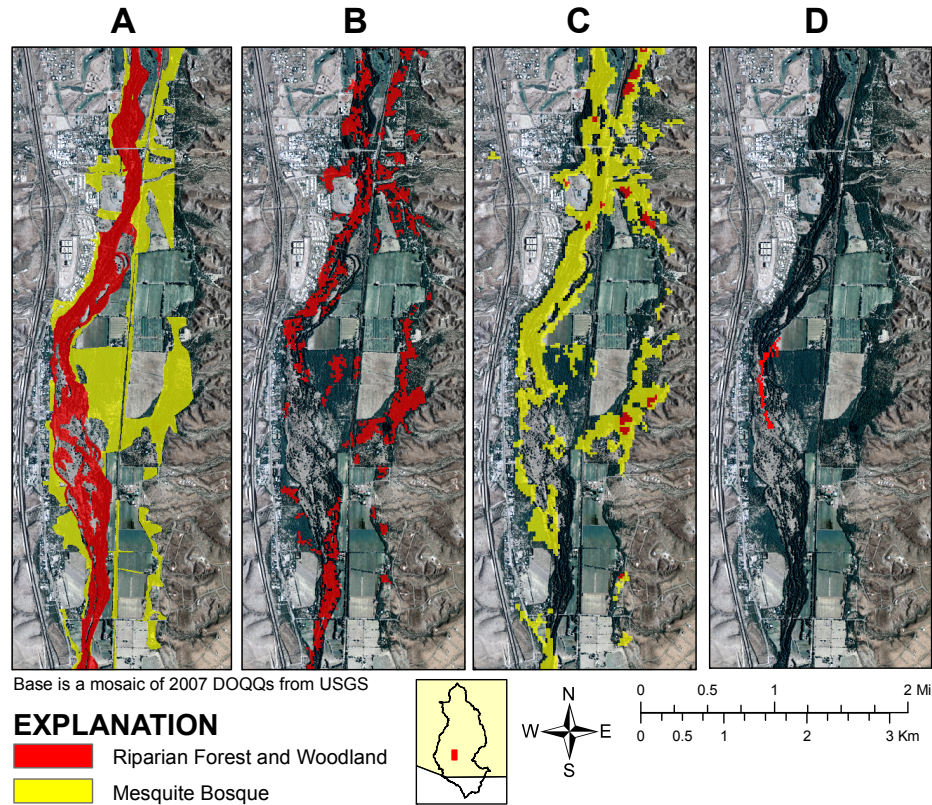 A B C D
Base is a mosaic of 2007 DOQQs from USGS
EXPLANATION
Riparian Forest and Woodland
Mesquite Bosque
N
W E
S
0 0.5 1 2 Mi
0 0.5 1 2 3 Km